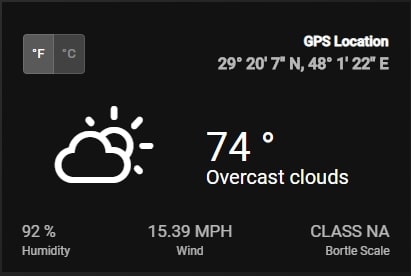 °F °C
GPS Location
29° 20' 7" N, 48° 1' 22" E
74 °
Overcast clouds
92 % 15.39 MPH CLASS NA
Humidity Wind Bortle Scale